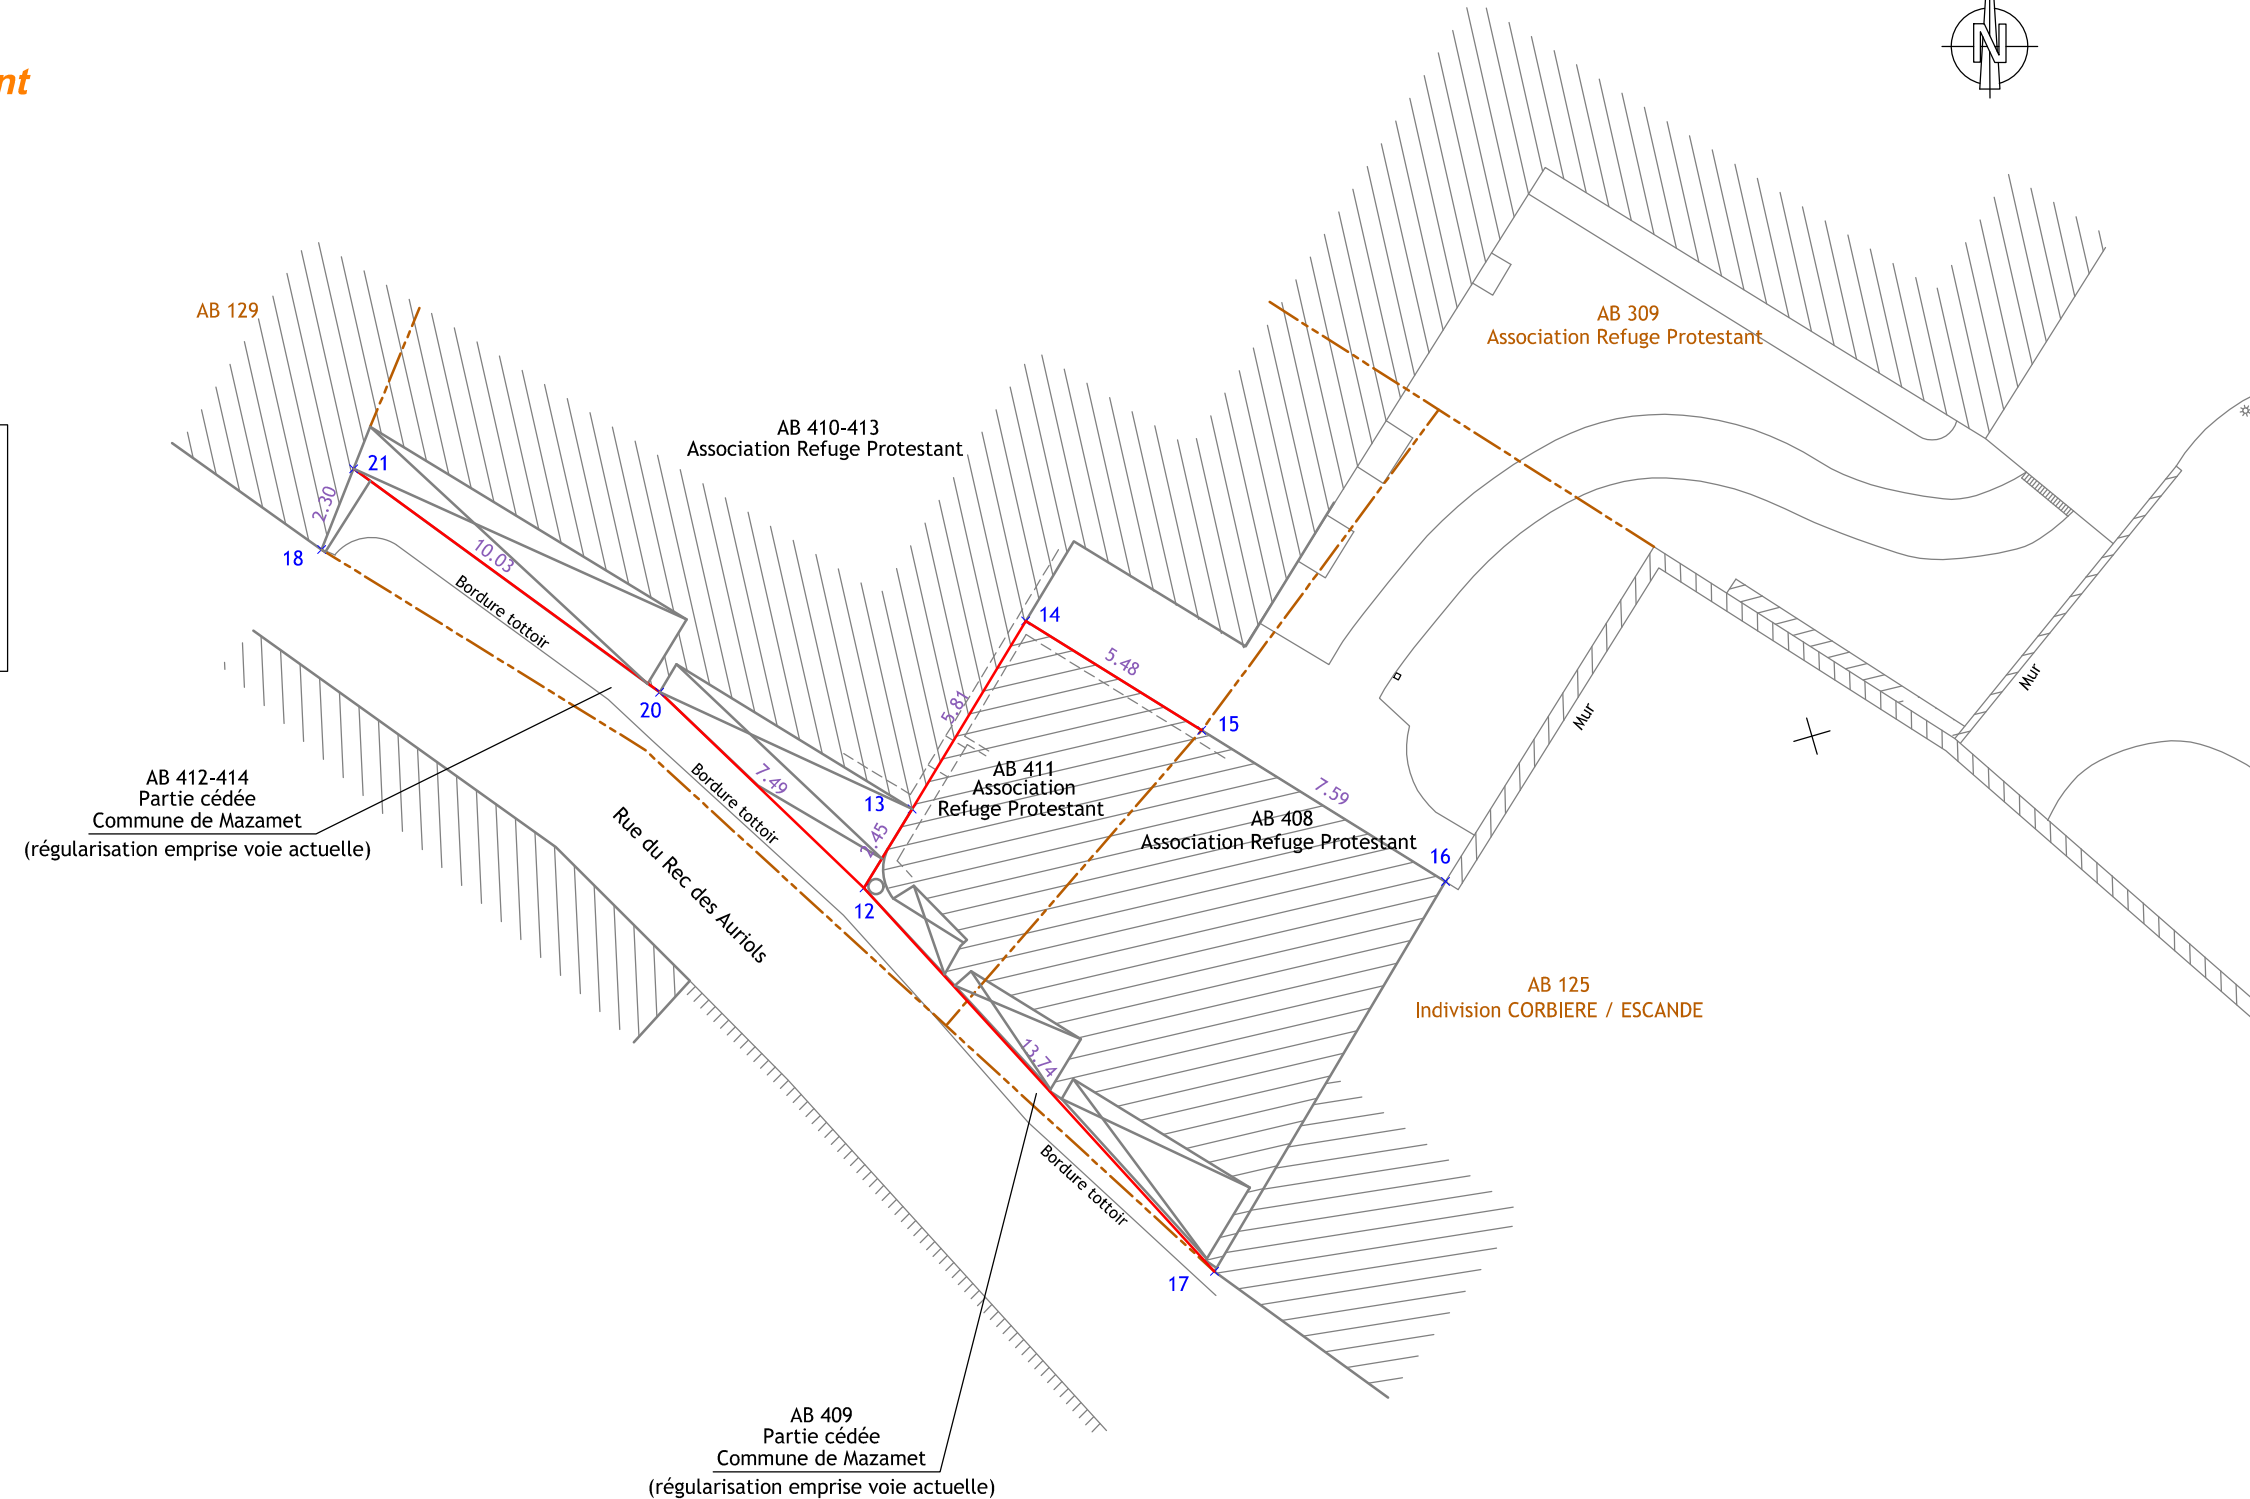 nt
N
AB 129
AB 309
Association Refuge Protestant
AB 410-413
Association Refuge Protestant
21
2.30
18
10.03
Bordure tottoir
14
5.48
5.81
15
20
Mur
Mur
AB 412-414
Partie cédée
Commune de Mazamet
(régularisation emprise voie actuelle)
Bordure tottoir
7.49
13
2.45
AB 411
Association
Refuge Protestant
7.59
AB 408
Association Refuge Protestant
16
Rue du Rec des Auriols
12
AB 125
Indivision CORBIERE / ESCANDE
13.74
Bordure tottoir
17
AB 409
Partie cédée
Commune de Mazamet
(régularisation emprise voie actuelle)